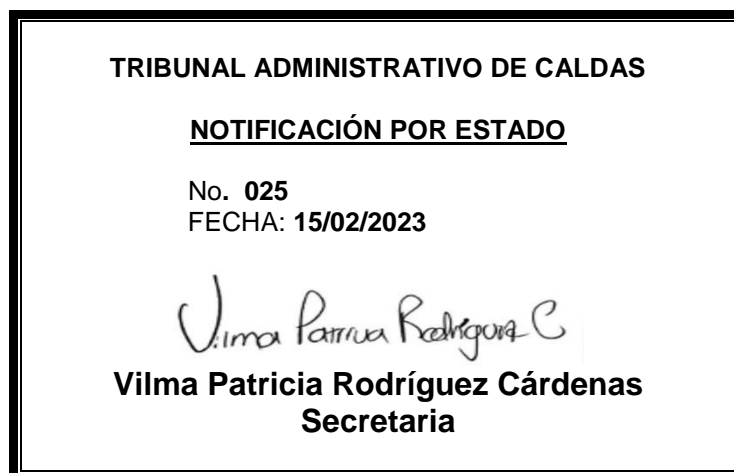 TRIBUNAL ADMINISTRATIVO DE CALDAS
NOTIFICACIÓN POR ESTADO
No. 025
FECHA: 15/02/2023
Vilma Patricia Rodríguez C
Vilma Patricia Rodríguez Cárdenas
Secretaria